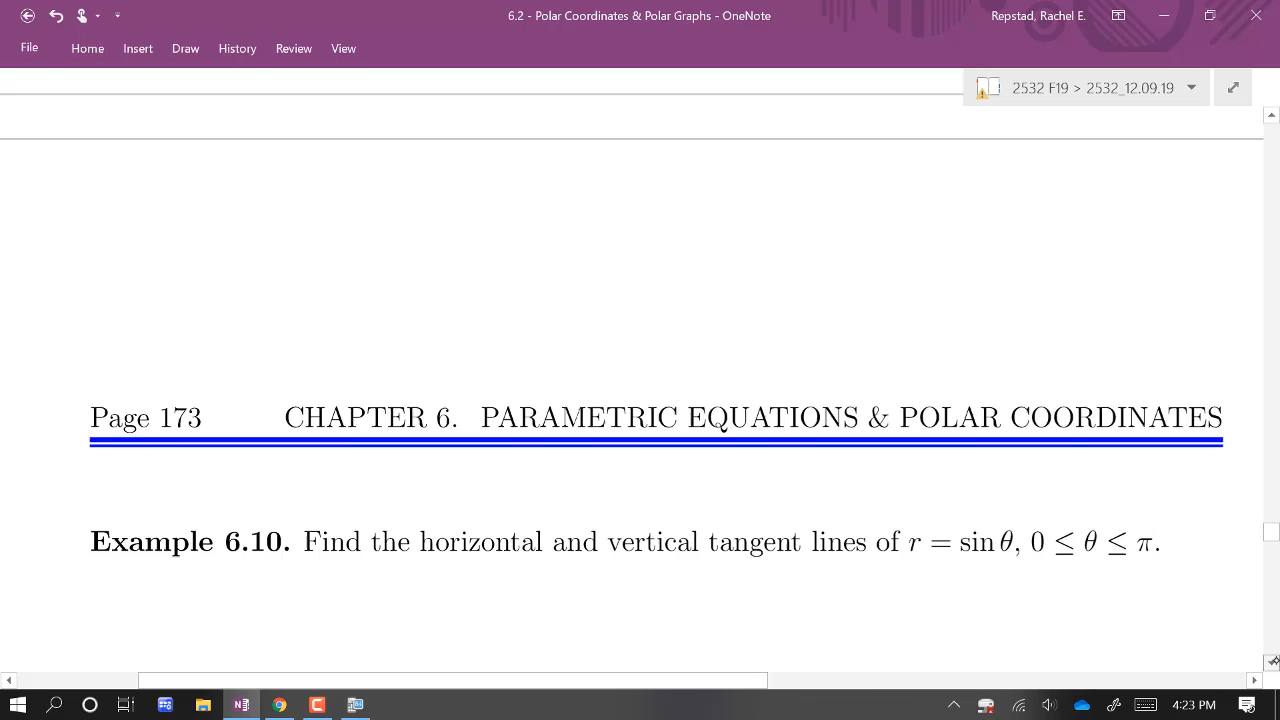 6.2 - Polar Coordinates & Polar Graphs - OneNote
Repstad, Rachel E.
File Home Insert Draw History Review View
2532 F19 > 2532_12.09.19
Page 173 CHAPTER 6. PARAMETRIC EQUATIONS & POLAR COORDINATES
Example 6.10. Find the horizontal and vertical tangent lines of r = sin θ, 0 ≤ θ ≤ π.
4:23 PM